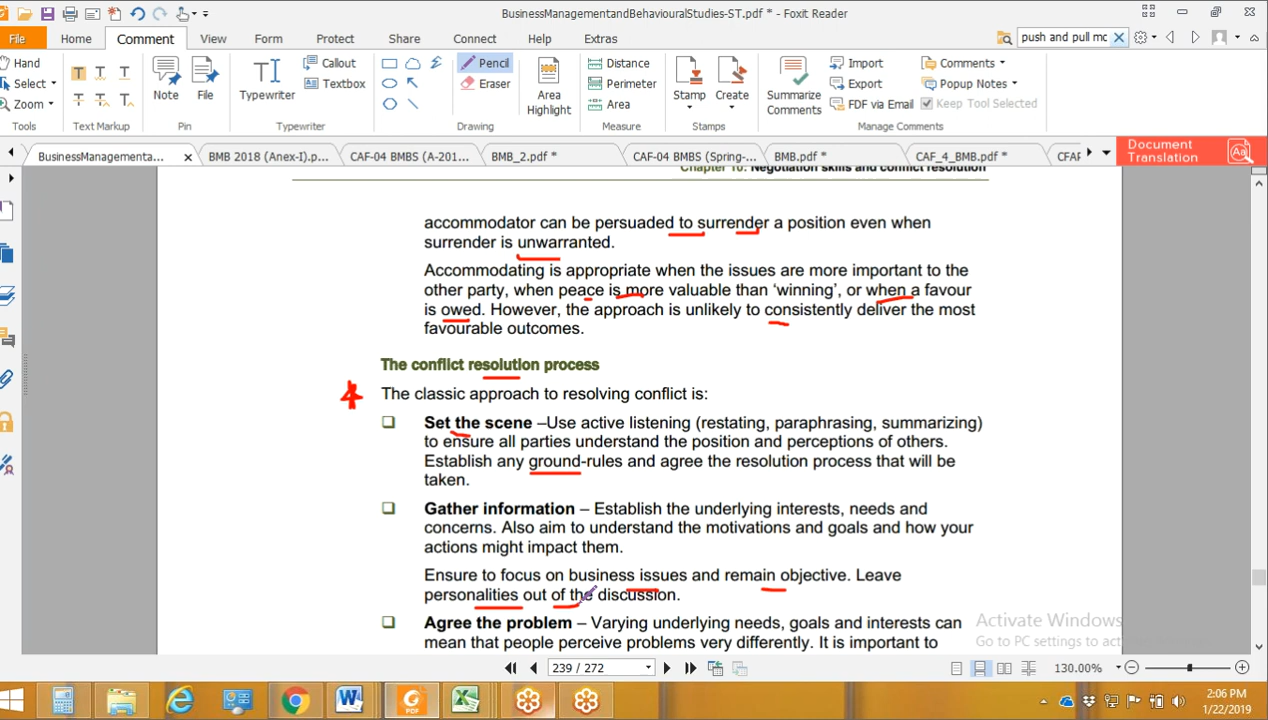 BusinessManagementandBehaviouralStudies-ST.pdf * - Foxit Reader
File Home Comment View Form Protect Share Connect Help Extras push and pull mo
Hand Callout Pencil Distance Import Comments
Select Textbox Eraser Perimeter Export Popup Notes
Zoom Note File Typewriter Area Highlight Area Stamp Create Summarize Comments FDF via Email Keep Tool Selected
Tools Text Markup Pin Typewriter Drawing Measure Stamps Manage Comments
BusinessManagementa... BMB 2018 (Anex-I).p... CAF-04 BMBS (A-201... BMB_2.pdf * CAF-04 BMBS (Spring-... BMB.pdf * CAF_4_BMB.pdf * CFAP
Document Translation
Chapter 10: Negotiation skills and conflict resolution
accommodator can be persuaded to surrender a position even when
surrender is unwarranted.
Accommodating is appropriate when the issues are more important to the
other party, when peace is more valuable than ‘winning’, or when a favour
is owed. However, the approach is unlikely to consistently deliver the most
favourable outcomes.
The conflict resolution process
The classic approach to resolving conflict is:
Set the scene –Use active listening (restating, paraphrasing, summarizing)
to ensure all parties understand the position and perceptions of others.
Establish any ground-rules and agree the resolution process that will be
taken.
Gather information – Establish the underlying interests, needs and
concerns. Also aim to understand the motivations and goals and how your
actions might impact them.
Ensure to focus on business issues and remain objective. Leave
personalities out of the discussion.
Agree the problem – Varying underlying needs, goals and interests can
mean that people perceive problems very differently. It is important to
Activate Windows
Go to PC settings to act
239 / 272 130.00%
2:06 PM
1/22/2019